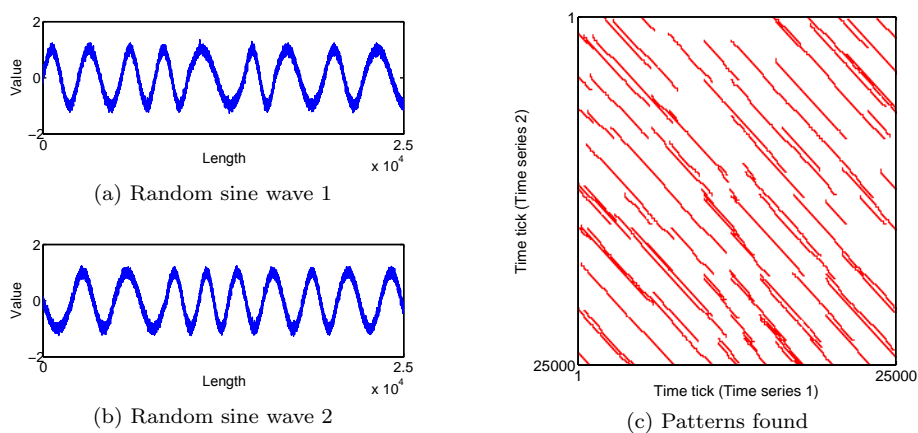 2
0
−2
Value
0
2.5
Length
x 10^4
(a) Random sine wave 1
2
0
−2
Value
0
2.5
Length
x 10^4
(b) Random sine wave 2
1
25000
Time tick (Time series 2)
1
25000
Time tick (Time series 1)
(c) Patterns found